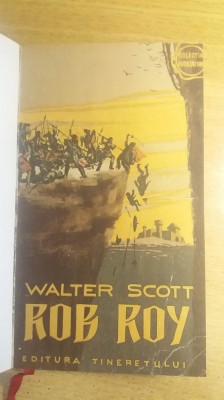 WALTER SCOTT
ROB ROY
EDITURA TINERETULUI